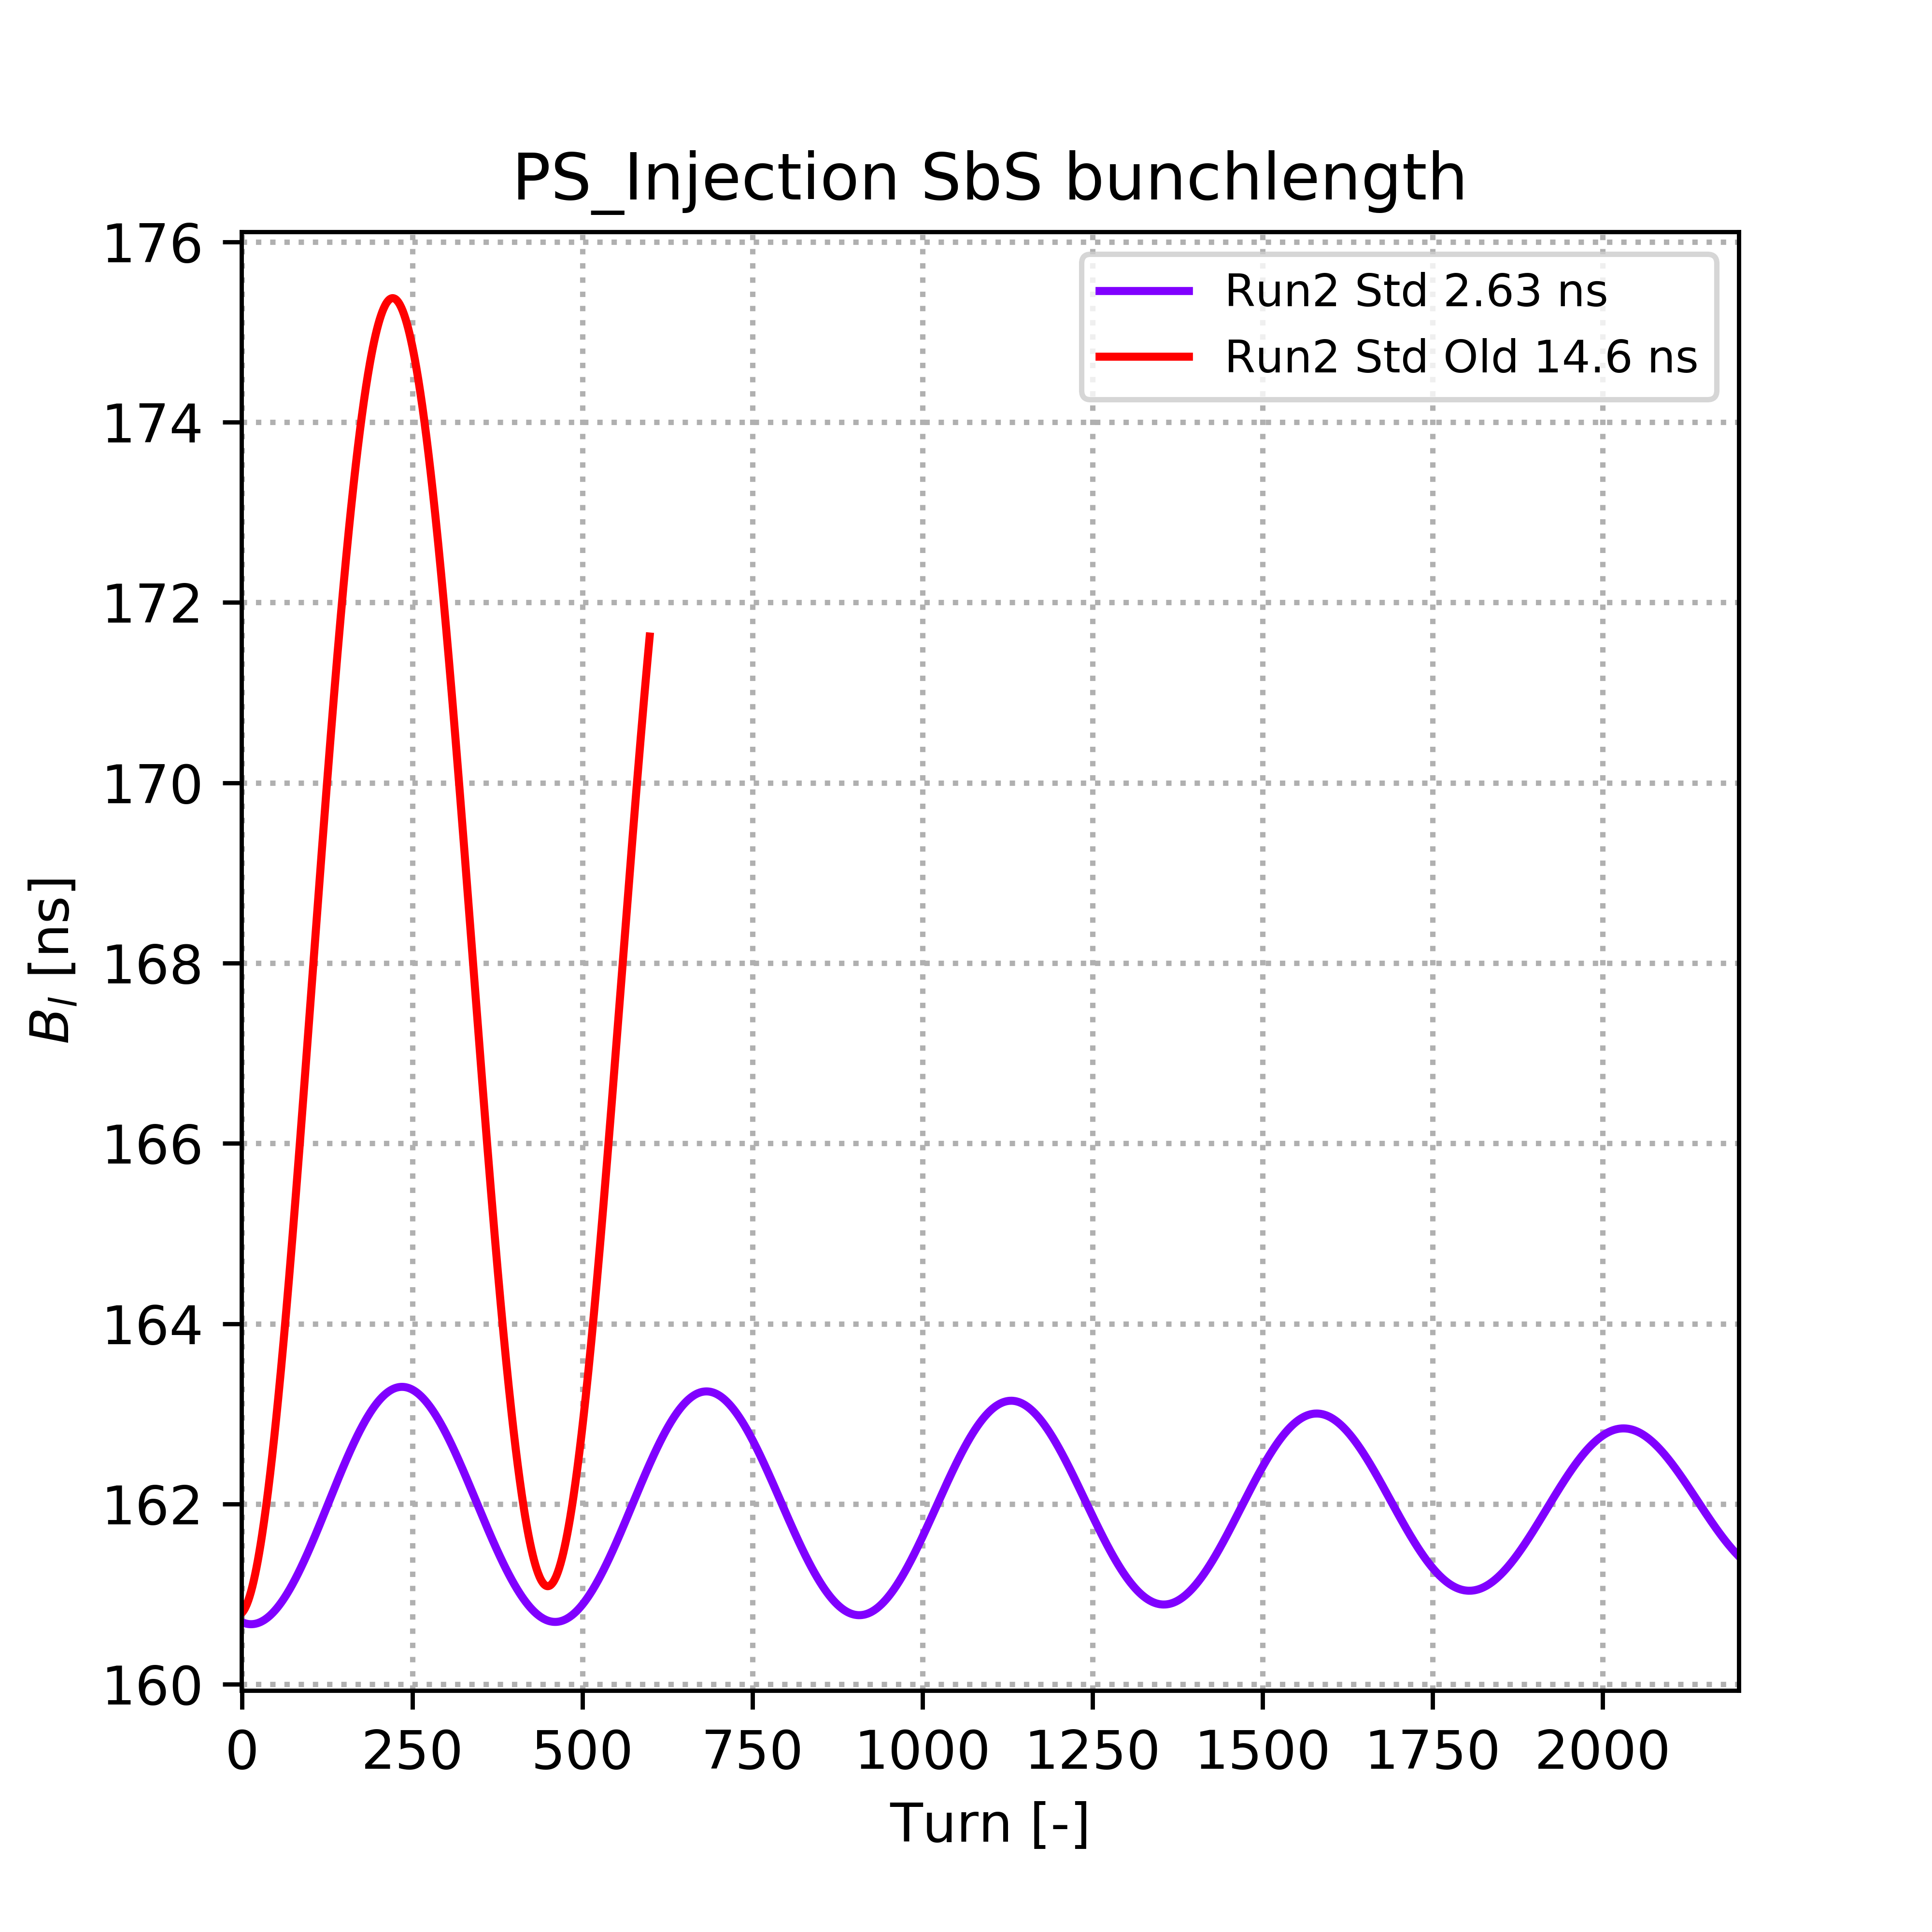 PS_Injection SbS bunchlength
Run2 Std 2.63 ns
Run2 Std Old 14.6 ns
176
174
172
170
168
166
164
162
160
B_l [ns]
0 250 500 750 1000 1250 1500 1750 2000
Turn [-]